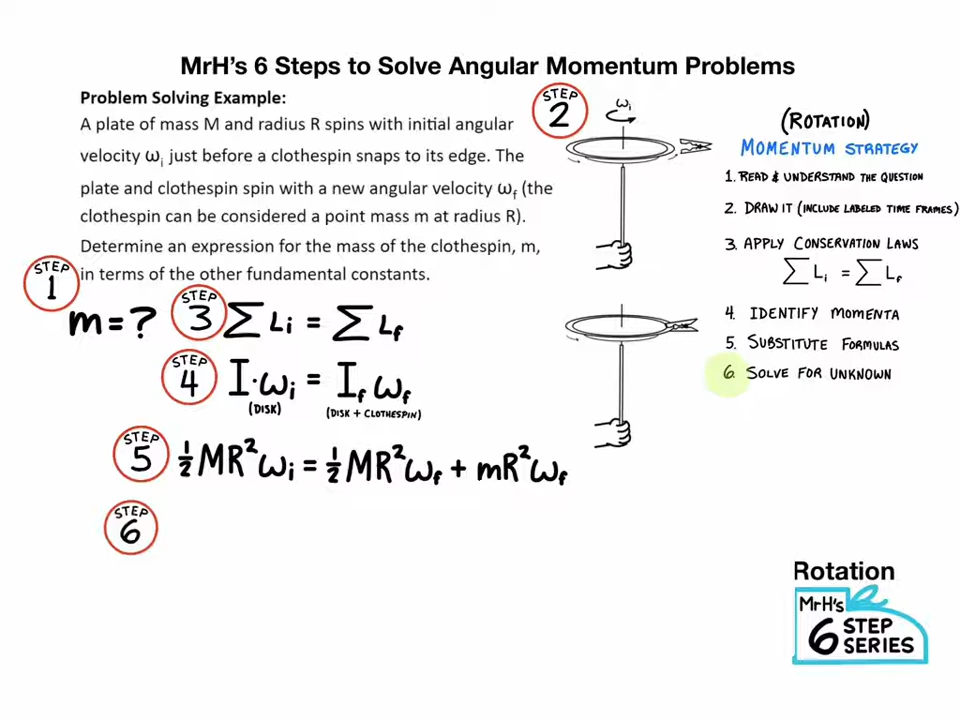 MrH's 6 Steps to Solve Angular Momentum Problems
Problem Solving Example:
A plate of mass M and radius R spins with initial angular
velocity ωi just before a clothespin snaps to its edge. The
plate and clothespin spin with a new angular velocity ωf (the
clothespin can be considered a point mass m at radius R).
Determine an expression for the mass of the clothespin, m,
in terms of the other fundamental constants.
STEP 1
m = ?
STEP 3
∑ Li = ∑ Lf
STEP 4
I·ωi = If ωf
(DISK) (DISK + CLOTHESPIN)
STEP 5
½MR²ωi = ½MR²ωf + mR²ωf
STEP 6
STEP 2
ωi
(ROTATION)
MOMENTUM STRATEGY
1. READ & UNDERSTAND THE QUESTION
2. DRAW IT (INCLUDE LABELED TIME FRAMES)
3. APPLY CONSERVATION LAWS
∑ Li = ∑ Lf
4. IDENTIFY MOMENTA
5. SUBSTITUTE FORMULAS
6. SOLVE FOR UNKNOWN
Rotation
MrH's
6 STEP
SERIES